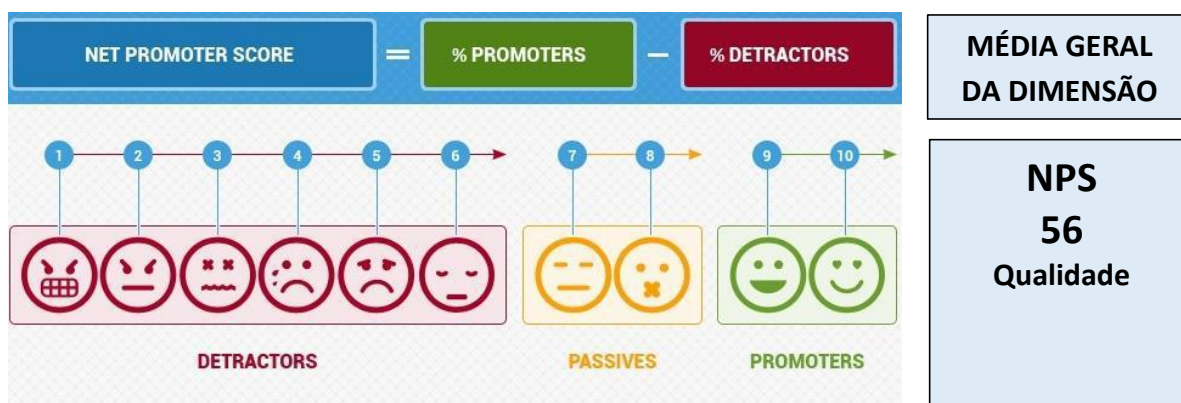 NET PROMOTER SCORE = % PROMOTERS — % DETRACTORS
1 2 3 4 5 6 7 8 9 10
DETRACTORS PASSIVES PROMOTERS
MÉDIA GERAL
DA DIMENSÃO
NPS
56
Qualidade